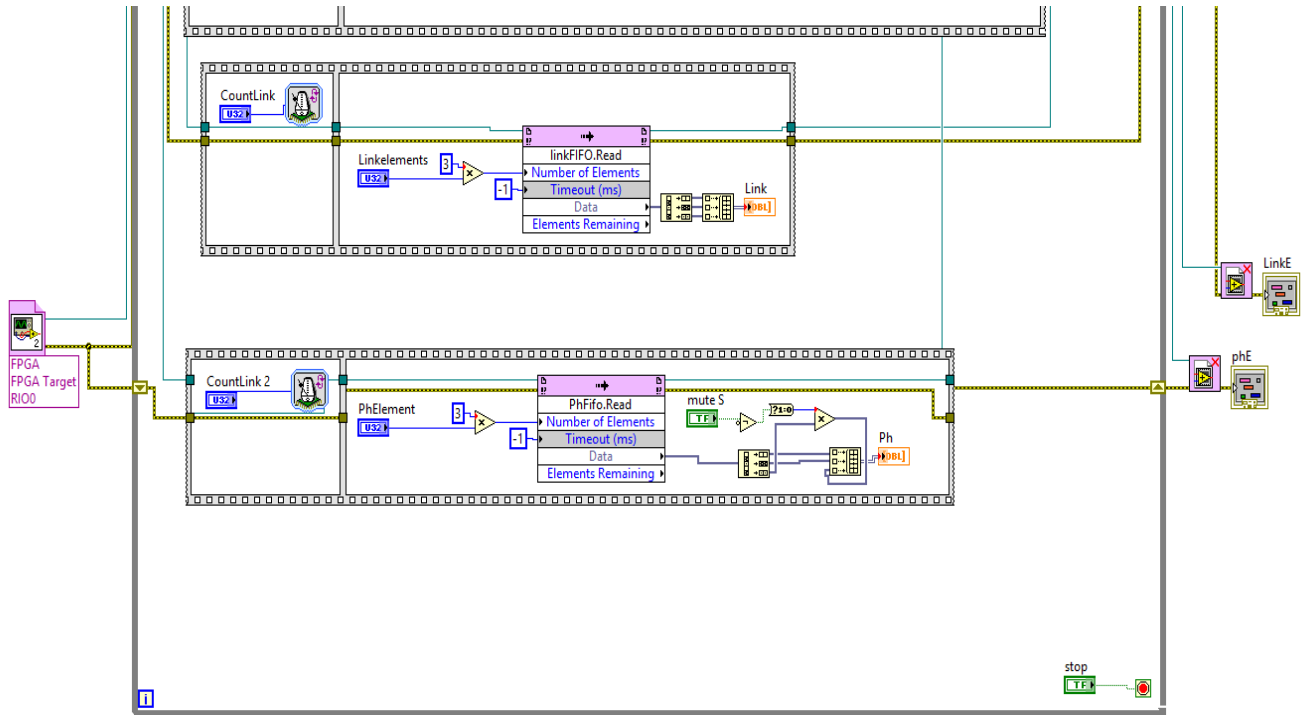 CountLink
U32
Linkelements
U32
3
x
-1
linkFIFO.Read
Number of Elements
Timeout (ms)
Data
Elements Remaining
Link
[DBL]
LinkE
2
FPGA
FPGA Target
RIO0
CountLink 2
U32
PhElement
U32
3
x
-1
PhFifo.Read
Number of Elements
Timeout (ms)
Data
Elements Remaining
mute S
TF
?1:0
x
Ph
[DBL]
phE
stop
TF
i